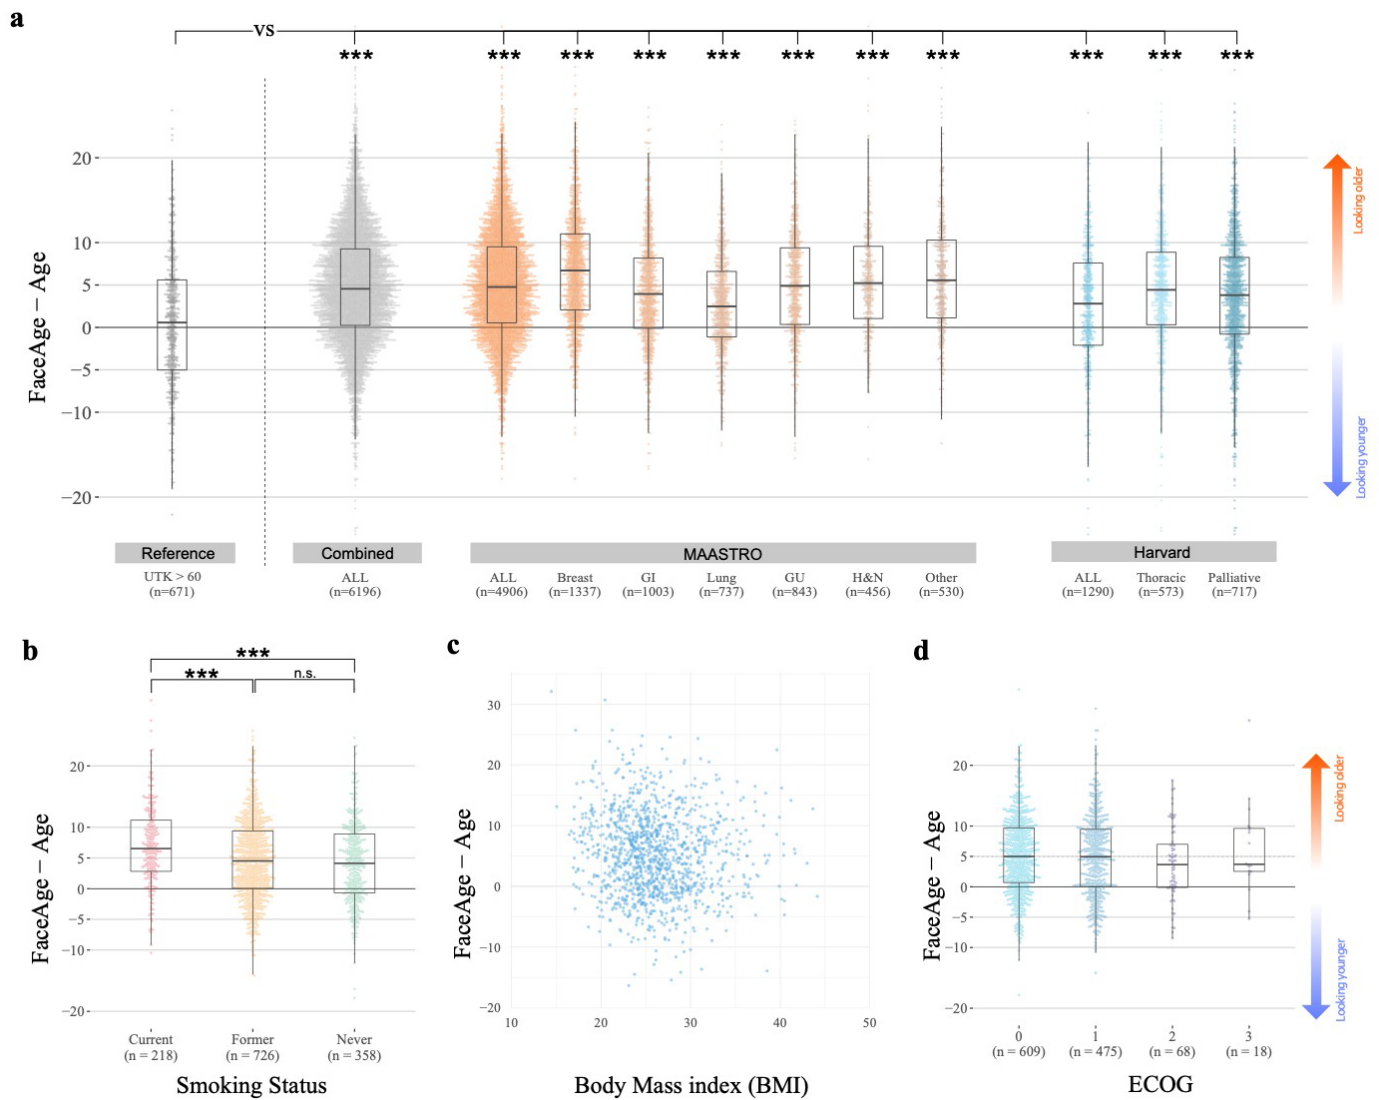 a
vs
*** *** *** *** *** *** *** *** *** *** ***
FaceAge – Age
20
10
5
0
−5
−10
−20
Looking older
Looking younger
Reference Combined MAASTRO Harvard
UTK > 60 ALL ALL Breast GI Lung GU H&N Other ALL Thoracic Palliative
(n=671) (n=6196) (n=4906) (n=1337) (n=1003) (n=737) (n=843) (n=456) (n=530) (n=1290) (n=573) (n=717)
b
***
*** n.s.
FaceAge – Age
20
10
5
0
−5
−10
−20
Current Former Never
(n = 218) (n = 726) (n = 358)
Smoking Status
c
FaceAge – Age
30
20
10
0
−10
−20
10 20 30 40 50
Body Mass index (BMI)
d
FaceAge – Age
20
10
5
0
−5
−10
−20
Looking older
Looking younger
0 1 2 3
(n = 609) (n = 475) (n = 68) (n = 18)
ECOG